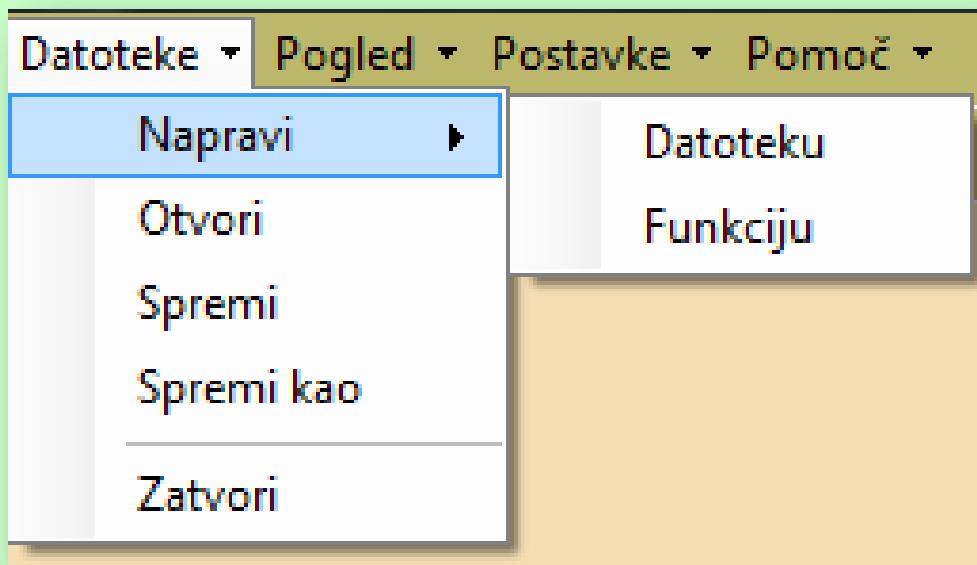 Datoteke Pogled Postavke Pomoč
Napravi
Otvori
Spremi
Spremi kao
Zatvori
Datoteku
Funkciju